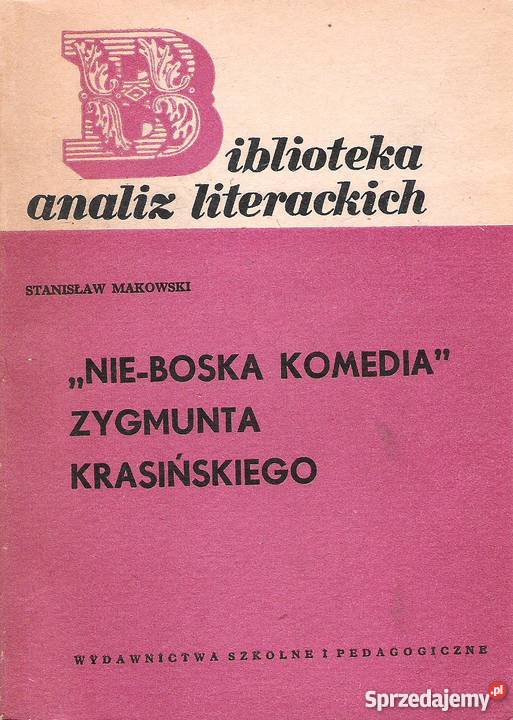 Biblioteka
analiz literackich
STANISŁAW MAKOWSKI
„NIE-BOSKA KOMEDIA”
ZYGMUNTA
KRASIŃSKIEGO
WYDAWNICTWA SZKOLNE I PEDAGOGICZNE
Sprzedajemy.pl